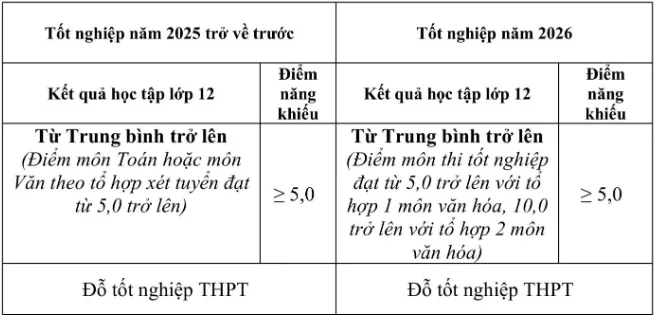 Tốt nghiệp năm 2025 trở về trước
Tốt nghiệp năm 2026
Kết quả học tập lớp 12
Điểm
năng
khiếu
Kết quả học tập lớp 12
Điểm
năng
khiếu
Từ Trung bình trở lên
(Điểm môn Toán hoặc môn
Văn theo tổ hợp xét tuyển đạt
từ 5,0 trở lên)
≥ 5,0
Từ Trung bình trở lên
(Điểm môn thi tốt nghiệp
đạt từ 5,0 trở lên với tổ
hợp 1 môn văn hóa, 10,0
trở lên với tổ hợp 2 môn
văn hóa)
≥ 5,0
Đỗ tốt nghiệp THPT
Đỗ tốt nghiệp THPT